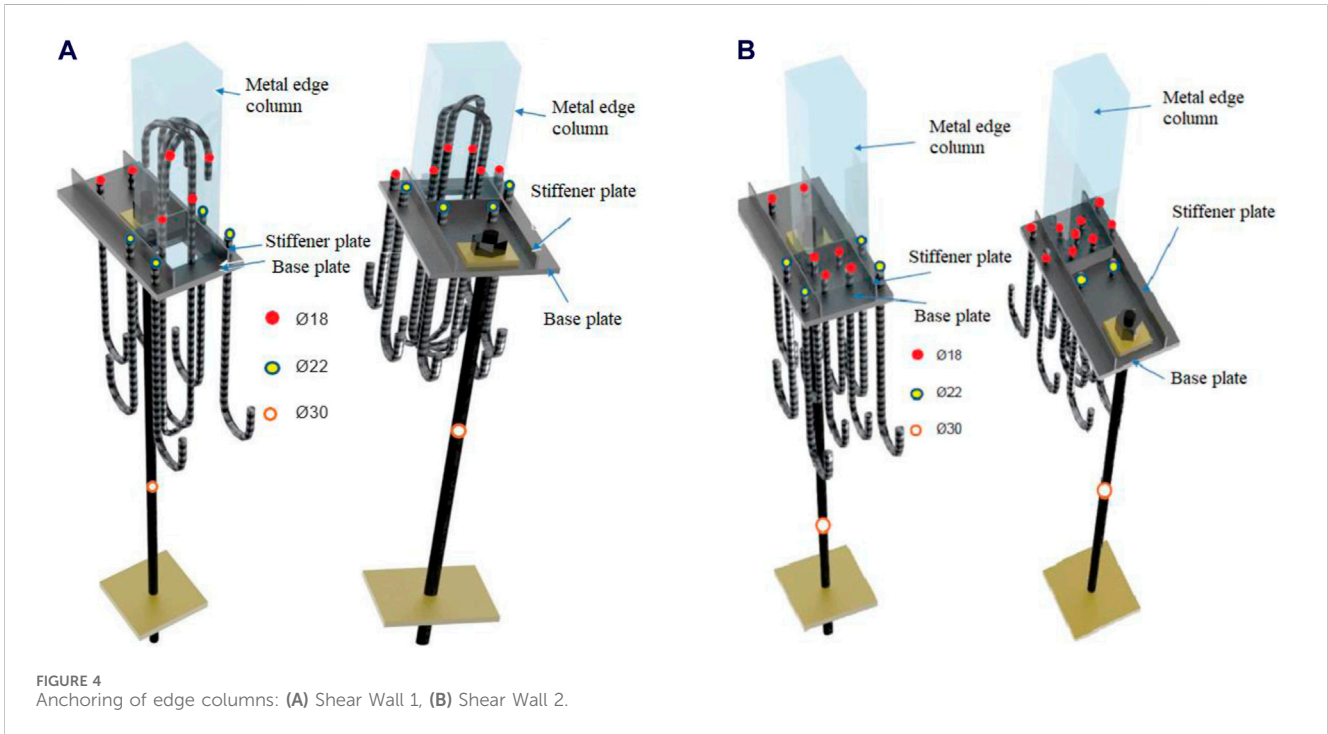 A
Metal edge
column
Metal edge
column
Stiffener plate
Stiffener plate
Base plate
Base plate
Ø18
Ø22
Ø30
B
Metal edge
column
Metal edge
column
Stiffener plate
Stiffener plate
Base plate
Base plate
Ø18
Ø22
Ø30
FIGURE 4
Anchoring of edge columns: (A) Shear Wall 1, (B) Shear Wall 2.